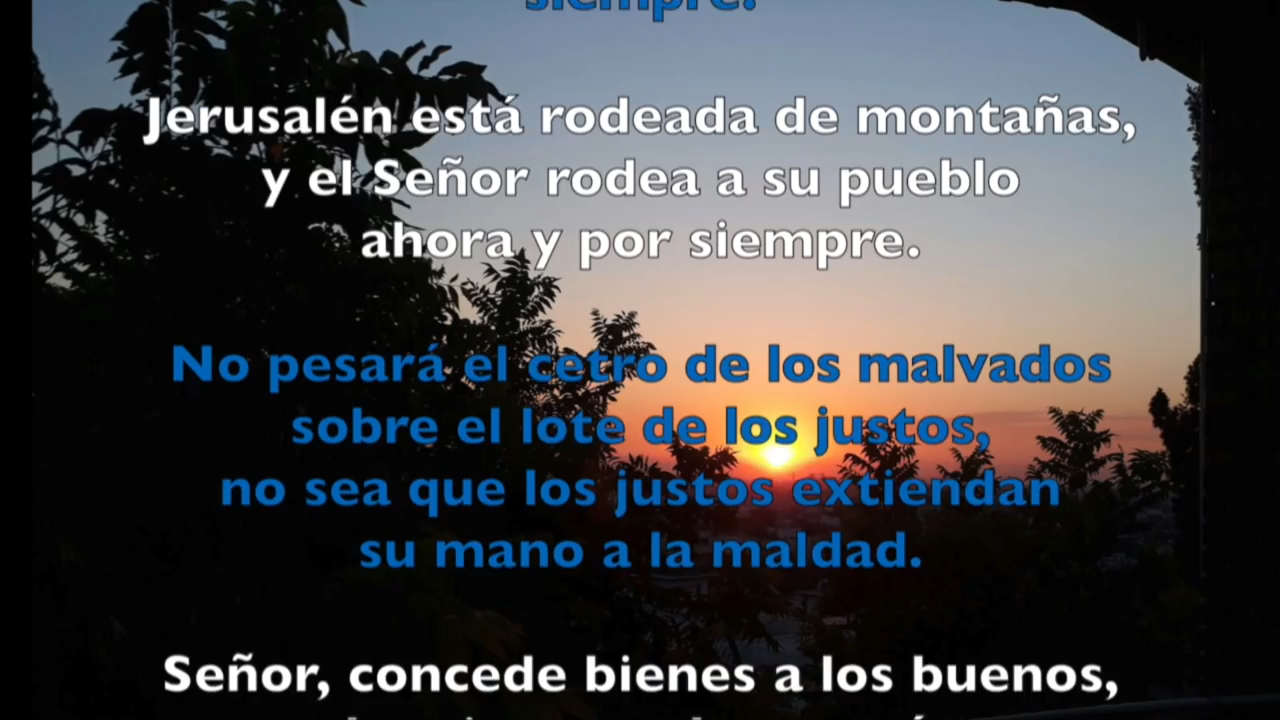 siempre.
Jerusalén está rodeada de montañas,
y el Señor rodea a su pueblo
ahora y por siempre.
No pesará el cetro de los malvados
sobre el lote de los justos,
no sea que los justos extiendan
su mano a la maldad.
Señor, concede bienes a los buenos,